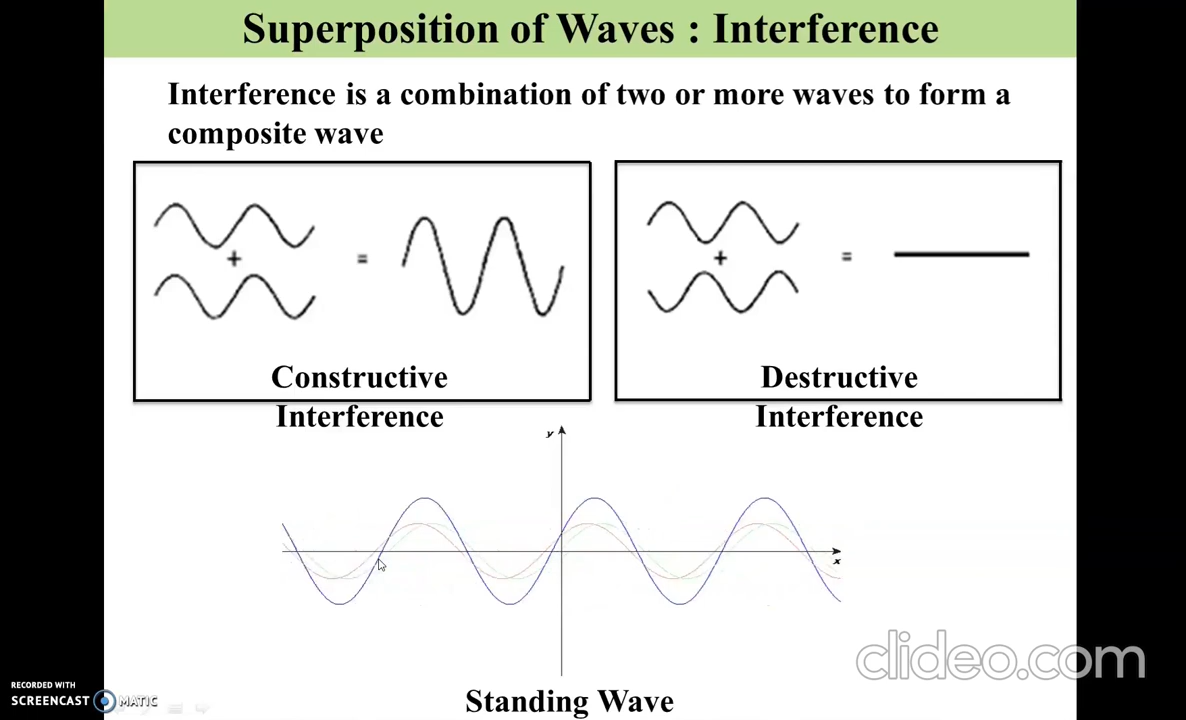 Superposition of Waves : Interference
Interference is a combination of two or more waves to form a
composite wave
+
=
Constructive
Interference
+
=
Destructive
Interference
y
x
clideo.com
RECORDED WITH
SCREENCAST MATIC
Standing Wave